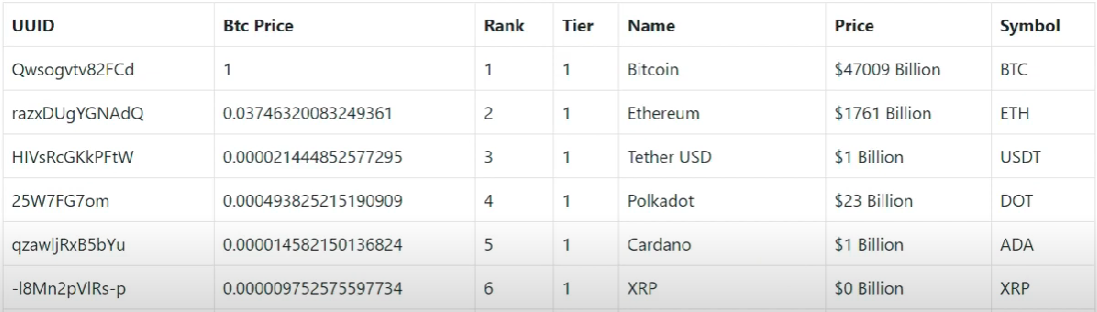 UUID Btc Price Rank Tier Name Price Symbol
Qwsogvtv82FCd 1 1 1 Bitcoin $47009 Billion BTC
razxDUgYGNAdQ 0.03746320083249361 2 1 Ethereum $1761 Billion ETH
HIVsRcGKkPFtW 0.000021444852577295 3 1 Tether USD $1 Billion USDT
25W7FG7om 0.000493825215190909 4 1 Polkadot $23 Billion DOT
qzawljRxB5bYu 0.000014582150136824 5 1 Cardano $1 Billion ADA
-l8Mn2pVlRs-p 0.000009752575597734 6 1 XRP $0 Billion XRP